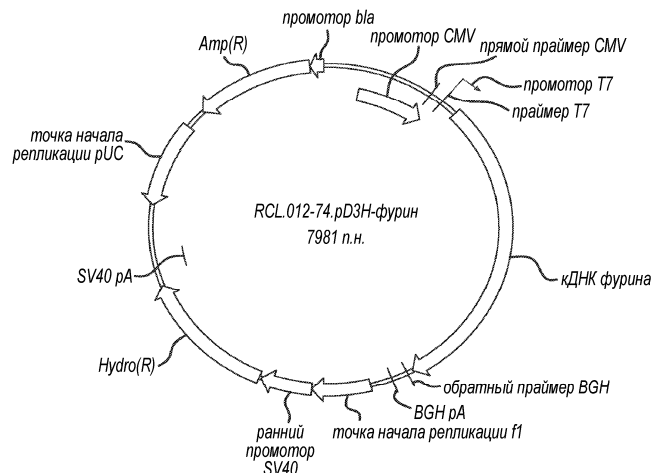 промотор bla
Amp(R)
промотор CMV
прямой праймер CMV
промотор T7
праймер T7
точка начала
репликации pUC
RCL.012-74.pD3H-фурин
7981 п.н.
SV40 pA
кДНК фурина
Hydro(R)
обратный праймер BGH
BGH pA
ранний
промотор
SV40
точка начала репликации f1